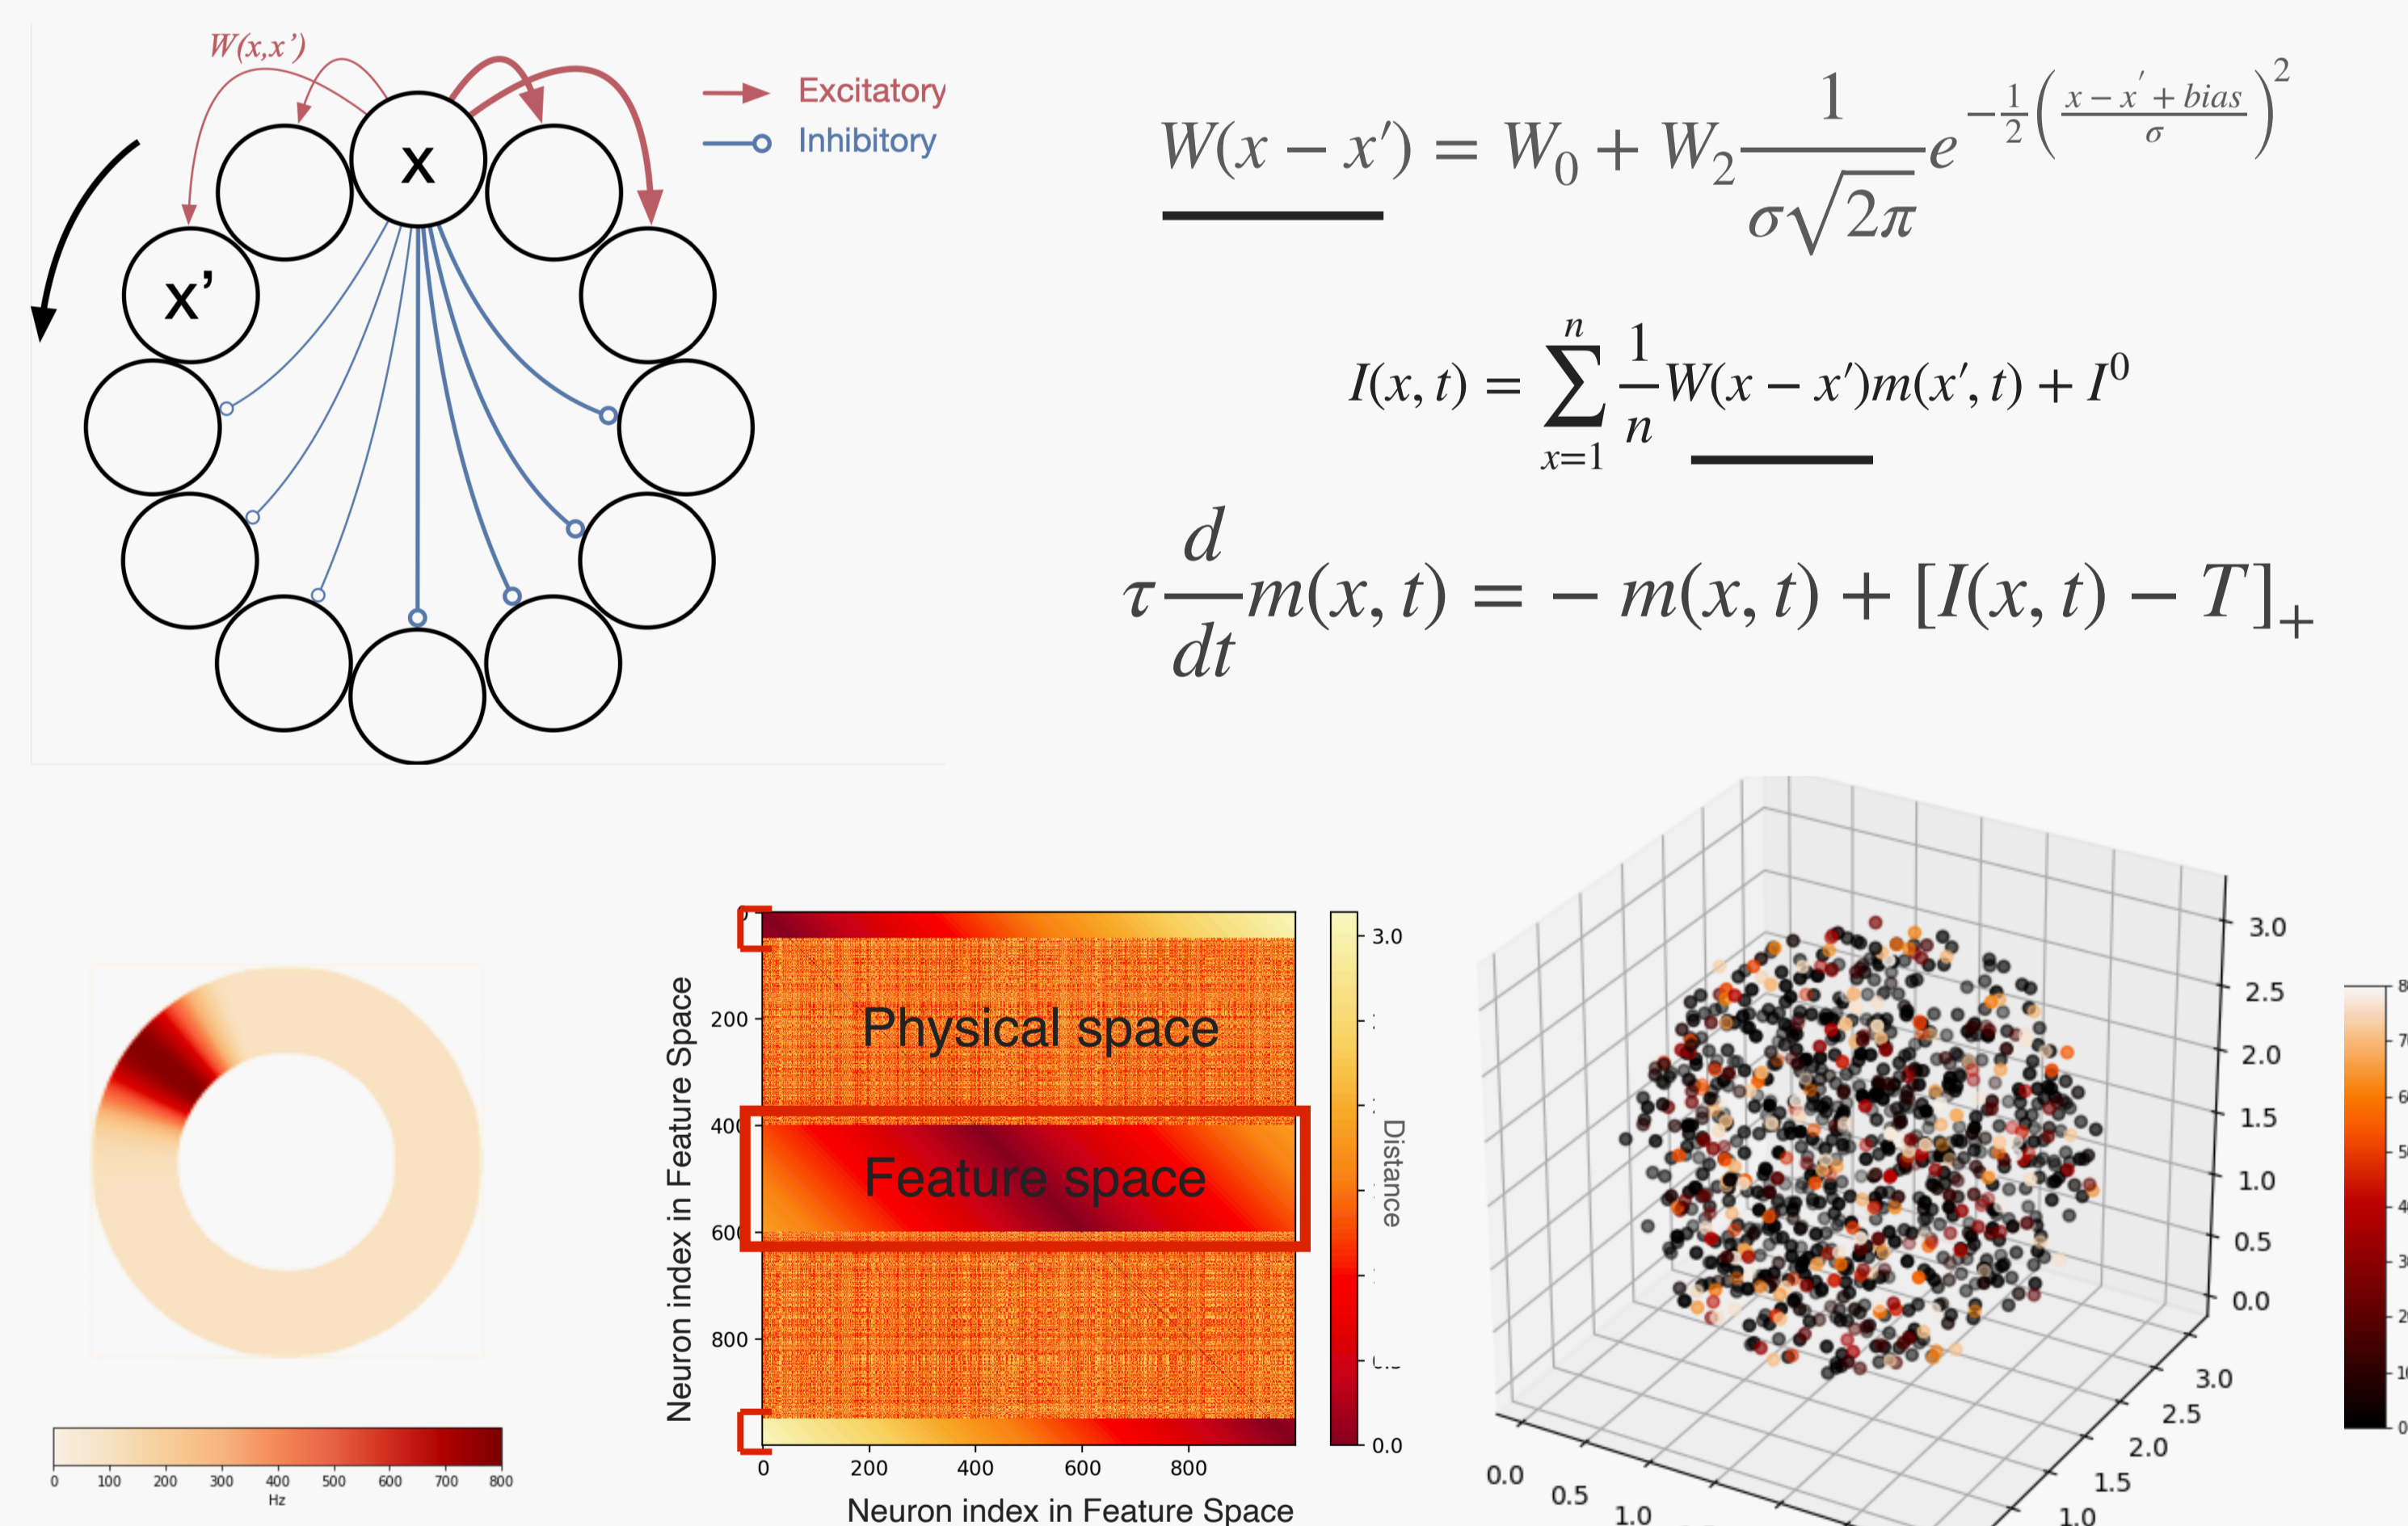 W(x,x')
Excitatory
Inhibitory
x
x'
W(x − x′) = W₀ + W₂ 1/(σ√2π) e^(−1/2((x − x′ + bias)/σ)²)
I(x, t) = ∑ₓ₌₁ⁿ 1/n W(x − x′)m(x′, t) + I⁰
τ d/dt m(x, t) = − m(x, t) + [I(x, t) − T]₊
0 100 200 300 400 500 600 700 800
Hz
Neuron index in Feature Space
200
400
600
800
Physical space
Feature space
0 200 400 600 800
Neuron index in Feature Space
3.0
0.0
Distance
3.0
2.5
2.0
1.5
1.0
0.5
0.0
3.0
2.5
2.0
1.5
1.0
0.0
0.5
1.0